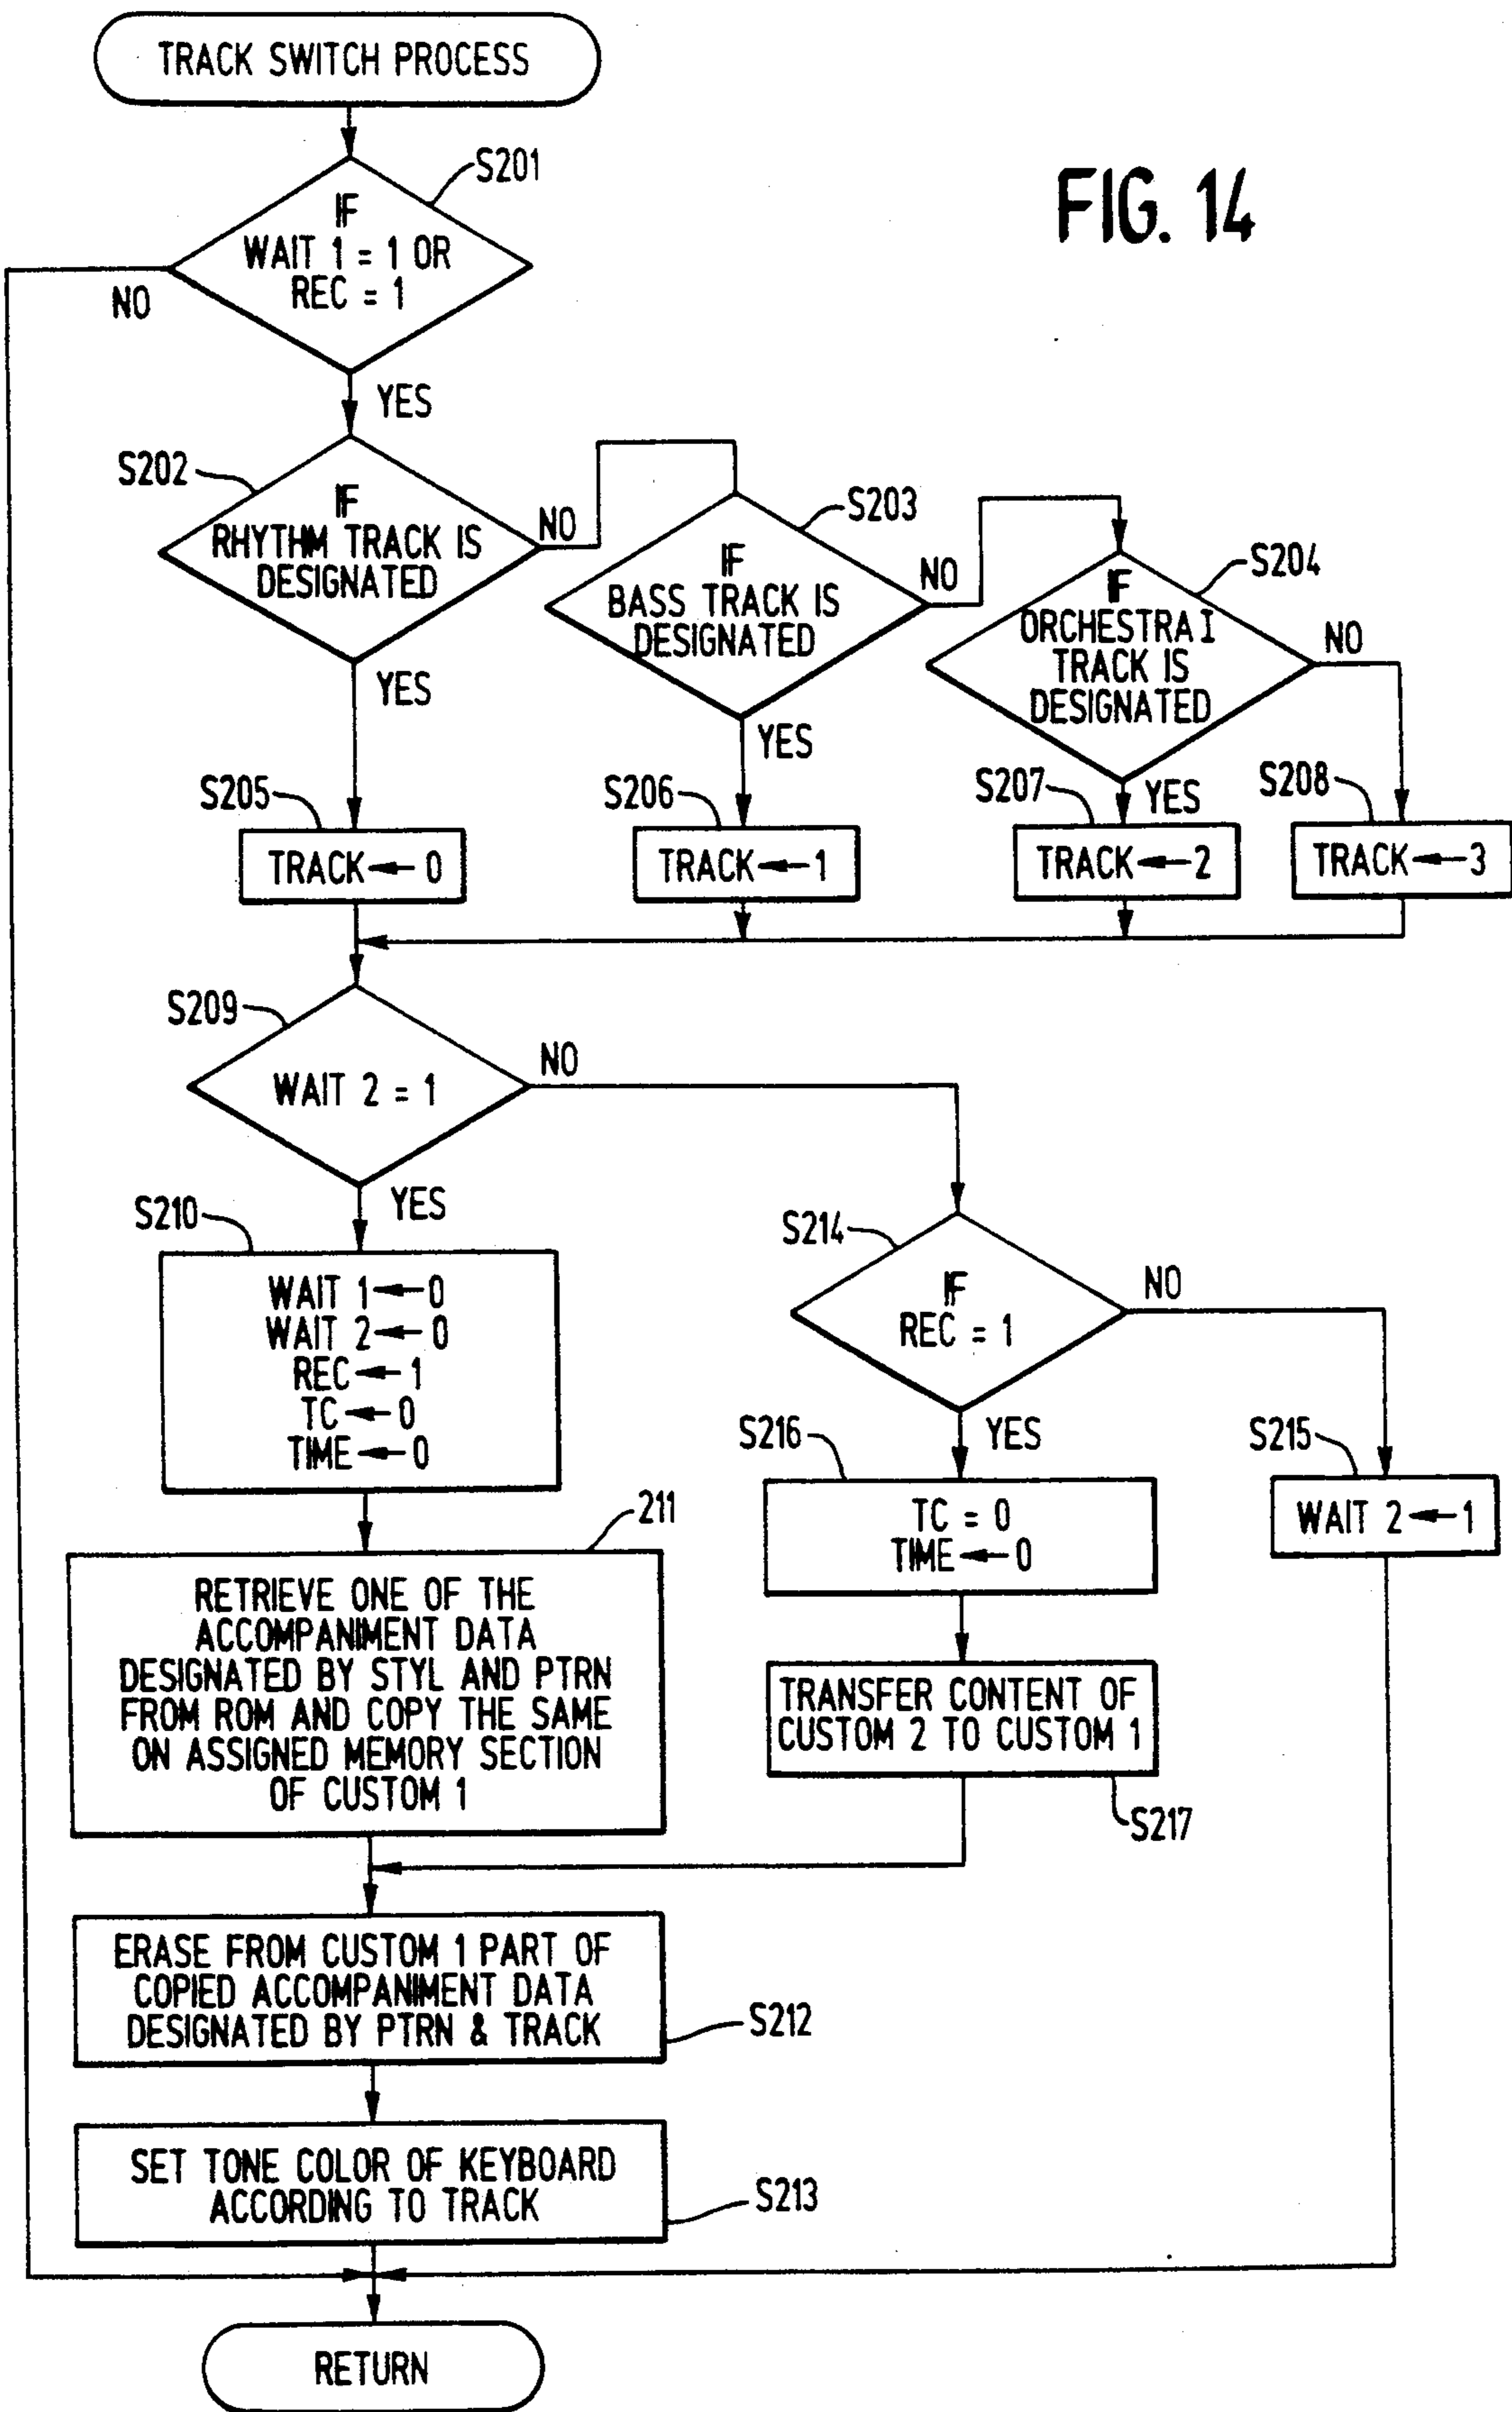 TRACK SWITCH PROCESS
FIG. 14
S201
IF
WAIT 1 = 1 OR
REC = 1
NO
YES
S202
IF
RHYTHM TRACK IS
DESIGNATED
NO
YES
S203
IF
BASS TRACK IS
DESIGNATED
NO
YES
S204
IF
ORCHESTRA I
TRACK IS
DESIGNATED
NO
YES
S205
TRACK ← 0
S206
TRACK ← 1
S207
TRACK ← 2
S208
TRACK ← 3
S209
WAIT 2 = 1
NO
YES
S210
WAIT 1 ← 0
WAIT 2 ← 0
REC ← 1
TC ← 0
TIME ← 0
S214
IF
REC = 1
NO
YES
S216
TC = 0
TIME ← 0
S215
WAIT 2 ← 1
211
RETRIEVE ONE OF THE
ACCOMPANIMENT DATA
DESIGNATED BY STYL AND PTRN
FROM ROM AND COPY THE SAME
ON ASSIGNED MEMORY SECTION
OF CUSTOM 1
TRANSFER CONTENT OF
CUSTOM 2 TO CUSTOM 1
S217
ERASE FROM CUSTOM 1 PART OF
COPIED ACCOMPANIMENT DATA
DESIGNATED BY PTRN & TRACK
S212
SET TONE COLOR OF KEYBOARD
ACCORDING TO TRACK
S213
RETURN